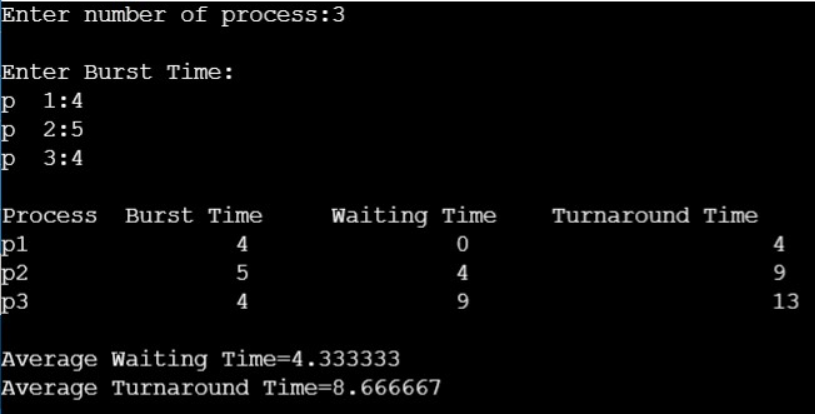 Enter number of process:3
Enter Burst Time:
p  1:4
p  2:5
p  3:4
Process  Burst Time     Waiting Time    Turnaround Time
p1               4               0                      4
p2               5               4                      9
p3               4               9                      13
Average Waiting Time=4.333333
Average Turnaround Time=8.666667